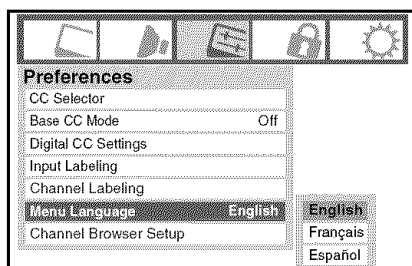 Preferences
CC Selector
Base CC Mode Off
Digital CC Settings
Input Labeling
Channel Labeling
Menu Language English
Channel Browser Setup
English
Français
Español